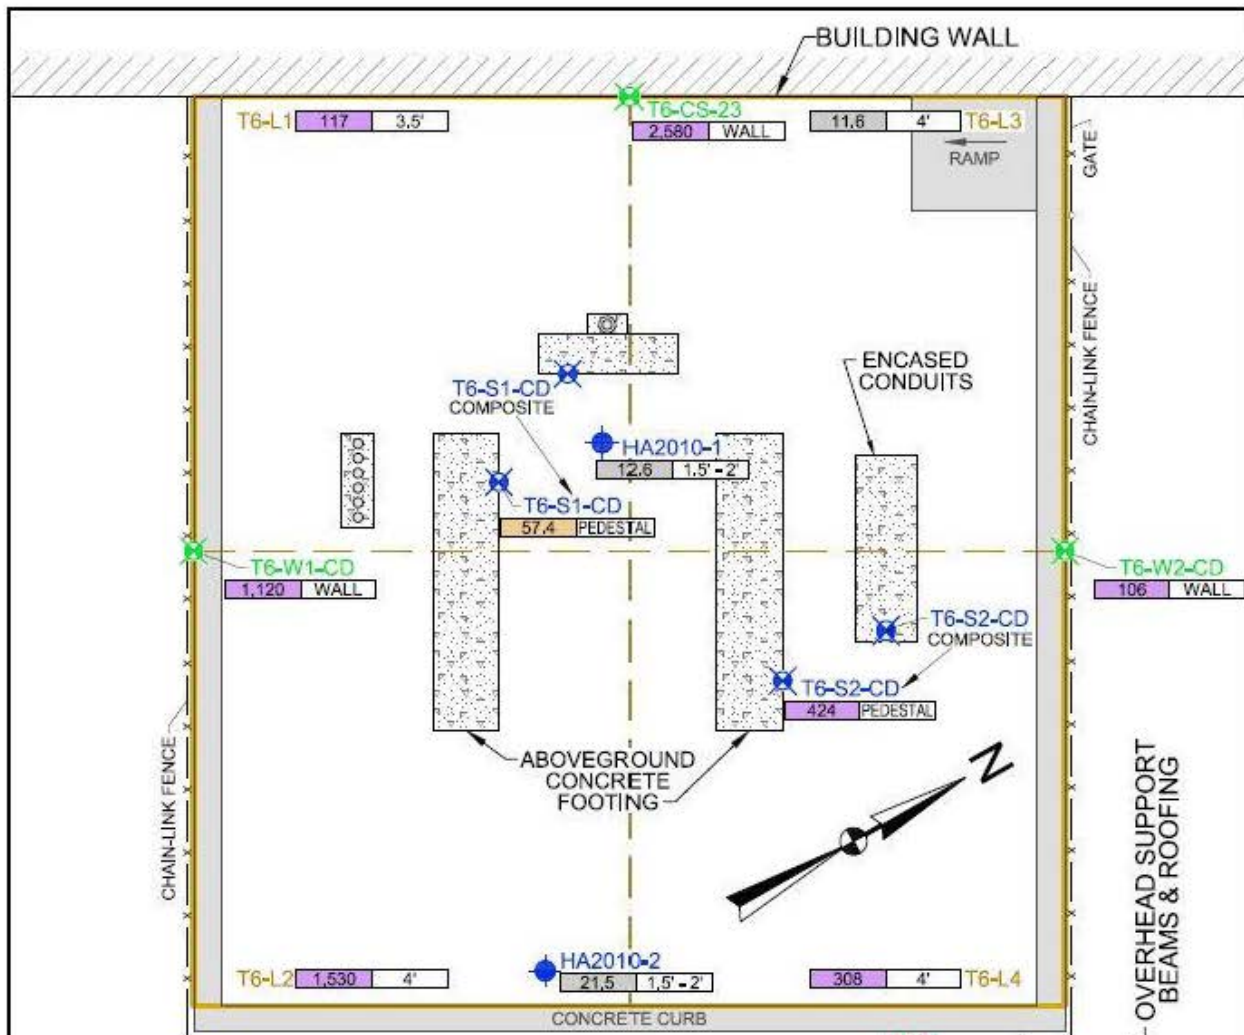 BUILDING WALL
T6-L1 117 3.5'
T6-CS-23
2,580 WALL
11.6 4' T6-L3
RAMP
GATE
CHAIN-LINK FENCE
T6-S1-CD
COMPOSITE
ENCASED
CONDUITS
HA2010-1
12.6 1.5' - 2'
T6-S1-CD
57.4 PEDESTAL
T6-W1-CD
1,120 WALL
T6-W2-CD
106 WALL
T6-S2-CD
COMPOSITE
T6-S2-CD
424 PEDESTAL
ABOVEGROUND
CONCRETE
FOOTING
N
CHAIN-LINK FENCE
OVERHEAD SUPPORT
BEAMS & ROOFING
T6-L2 1,530 4'
HA2010-2
21.5 1.5' - 2'
308 4' T6-L4
CONCRETE CURB